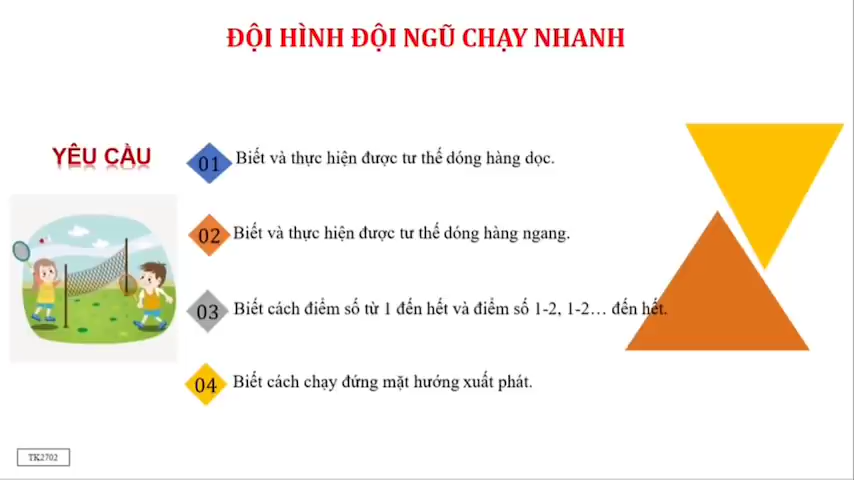 ĐỘI HÌNH ĐỘI NGŨ CHẠY NHANH
YÊU CẦU
01 Biết và thực hiện được tư thế dóng hàng dọc.
02 Biết và thực hiện được tư thế dóng hàng ngang.
03 Biết cách điểm số từ 1 đến hết và điểm số 1-2, 1-2… đến hết.
04 Biết cách chạy đứng mặt hướng xuất phát.
TK2702